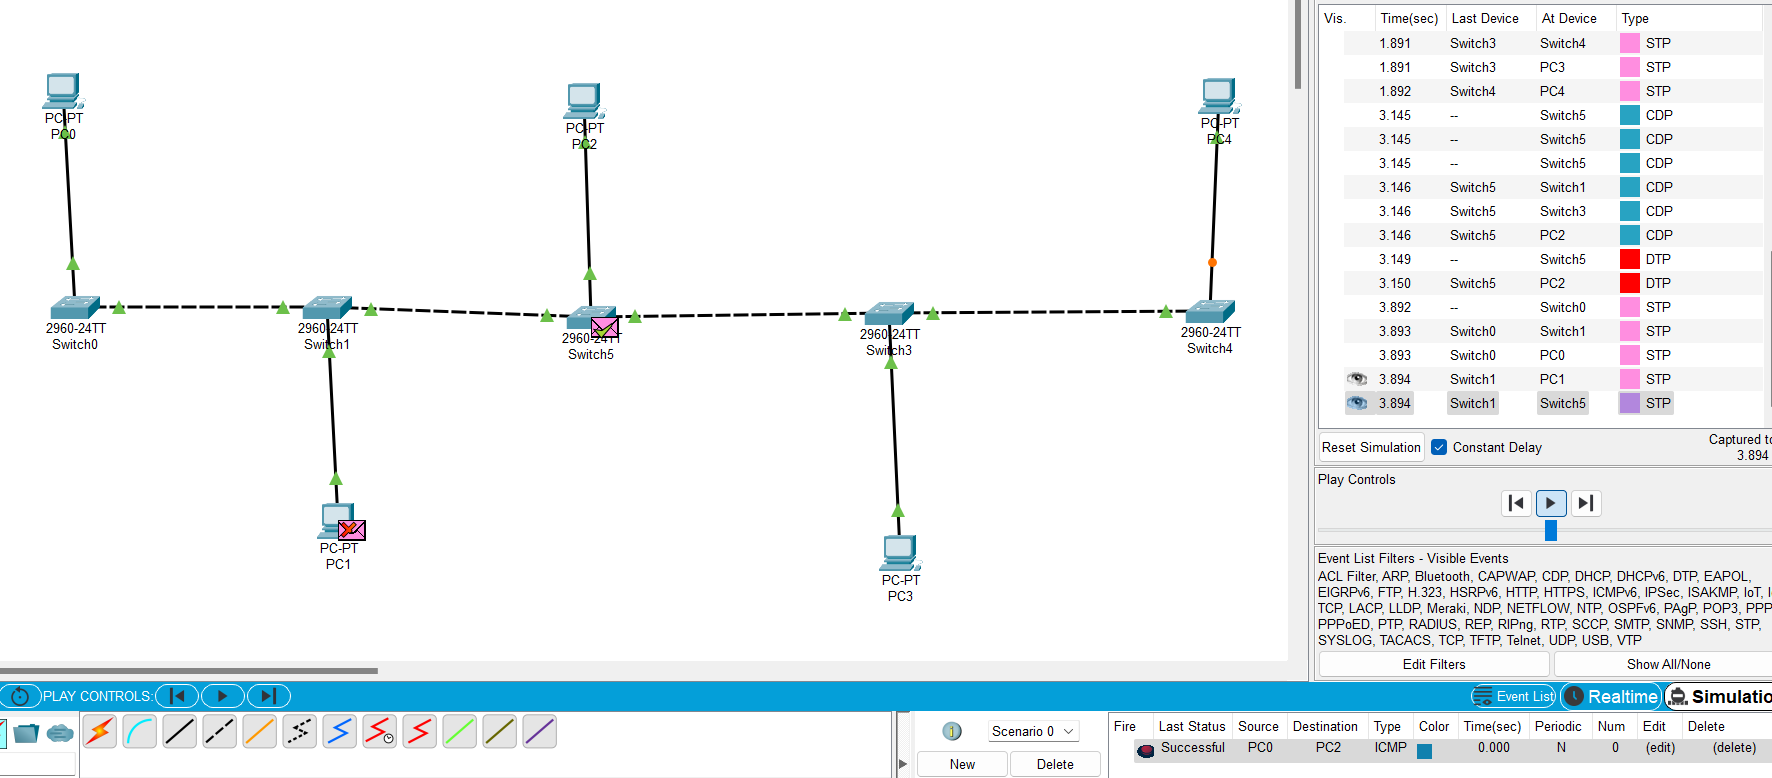 PC-PT
PC0
PC-PT
PC2
PC-PT
PC4
2960-24TT
Switch0
2960-24TT
Switch1
2960-24TT
Switch5
2960-24TT
Switch3
2960-24TT
Switch4
PC-PT
PC1
PC-PT
PC3
Vis. Time(sec) Last Device At Device Type
1.891 Switch3 Switch4 STP
1.891 Switch3 PC3 STP
1.892 Switch4 PC4 STP
3.145 -- Switch5 CDP
3.145 -- Switch5 CDP
3.145 -- Switch5 CDP
3.146 Switch5 Switch1 CDP
3.146 Switch5 Switch3 CDP
3.146 Switch5 PC2 CDP
3.149 -- Switch5 DTP
3.150 Switch5 PC2 DTP
3.892 -- Switch0 STP
3.893 Switch0 Switch1 STP
3.893 Switch0 PC0 STP
3.894 Switch1 PC1 STP
3.894 Switch1 Switch5 STP
Reset Simulation Constant Delay Captured to
3.894
Play Controls
Event List Filters - Visible Events
ACL Filter, ARP, Bluetooth, CAPWAP, CDP, DHCP, DHCPv6, DTP, EAPOL,
EIGRPv6, FTP, H.323, HSRPv6, HTTP, HTTPS, ICMPv6, IPSec, ISAKMP, IoT,
TCP, LACP, LLDP, Meraki, NDP, NETFLOW, NTP, OSPFv6, PAgP, POP3, PPP
PPPoED, PTP, RADIUS, REP, RIPng, RTP, SCCP, SMTP, SNMP, SSH, STP,
SYSLOG, TACACS, TCP, TFTP, Telnet, UDP, USB, VTP
Edit Filters Show All/None
PLAY CONTROLS: Event List Realtime Simulatio
Scenario 0
New Delete
Fire Last Status Source Destination Type Color Time(sec) Periodic Num Edit Delete
Successful PC0 PC2 ICMP 0.000 N 0 (edit) (delete)